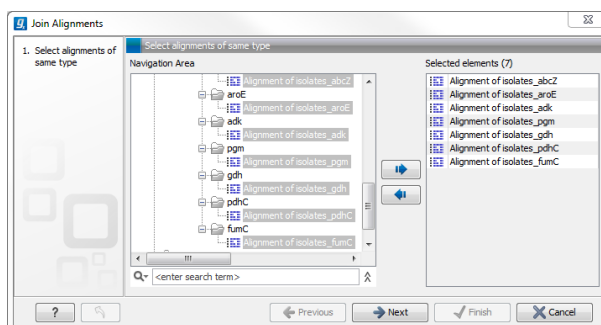 Join Alignments
1. Select alignments of
same type
Select alignments of same type
Navigation Area
Alignment of isolates_abcZ
aroE
Alignment of isolates_aroE
adk
Alignment of isolates_adk
pgm
Alignment of isolates_pgm
gdh
Alignment of isolates_gdh
pdhC
Alignment of isolates_pdhC
fumC
Alignment of isolates_fumC
<enter search term>
Selected elements (7)
Alignment of isolates_abcZ
Alignment of isolates_aroE
Alignment of isolates_adk
Alignment of isolates_pgm
Alignment of isolates_gdh
Alignment of isolates_pdhC
Alignment of isolates_fumC
?
Previous
Next
Finish
Cancel